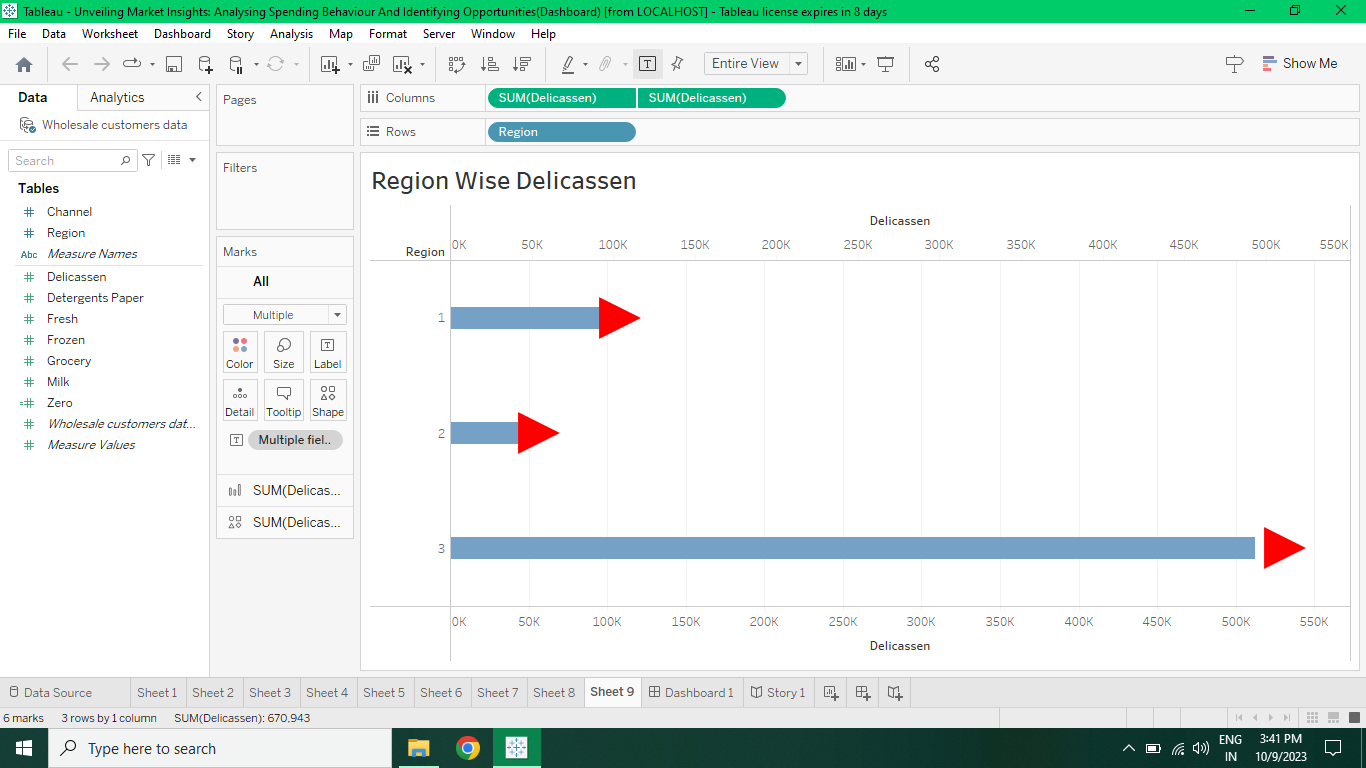 Tableau - Unveiling Market Insights: Analysing Spending Behaviour And Identifying Opportunities(Dashboard) [from LOCALHOST] - Tableau license expires in 8 days
File Data Worksheet Dashboard Story Analysis Map Format Server Window Help
Entire View
Show Me
Data Analytics
Wholesale customers data
Search
Tables
Channel
Region
Abc Measure Names
Delicassen
Detergents Paper
Fresh
Frozen
Grocery
Milk
Zero
Wholesale customers dat...
Measure Values
Pages
Filters
Marks
All
Multiple
Color Size Label
Detail Tooltip Shape
Multiple fiel..
SUM(Delicas...
SUM(Delicas...
Columns SUM(Delicassen) SUM(Delicassen)
Rows Region
Region Wise Delicassen
Delicassen
0K 50K 100K 150K 200K 250K 300K 350K 400K 450K 500K 550K
Region
1
2
3
0K 50K 100K 150K 200K 250K 300K 350K 400K 450K 500K 550K
Delicassen
Data Source Sheet 1 Sheet 2 Sheet 3 Sheet 4 Sheet 5 Sheet 6 Sheet 7 Sheet 8 Sheet 9 Dashboard 1 Story 1
6 marks 3 rows by 1 column SUM(Delicassen): 670,943
Type here to search
ENG
IN
3:41 PM
10/9/2023